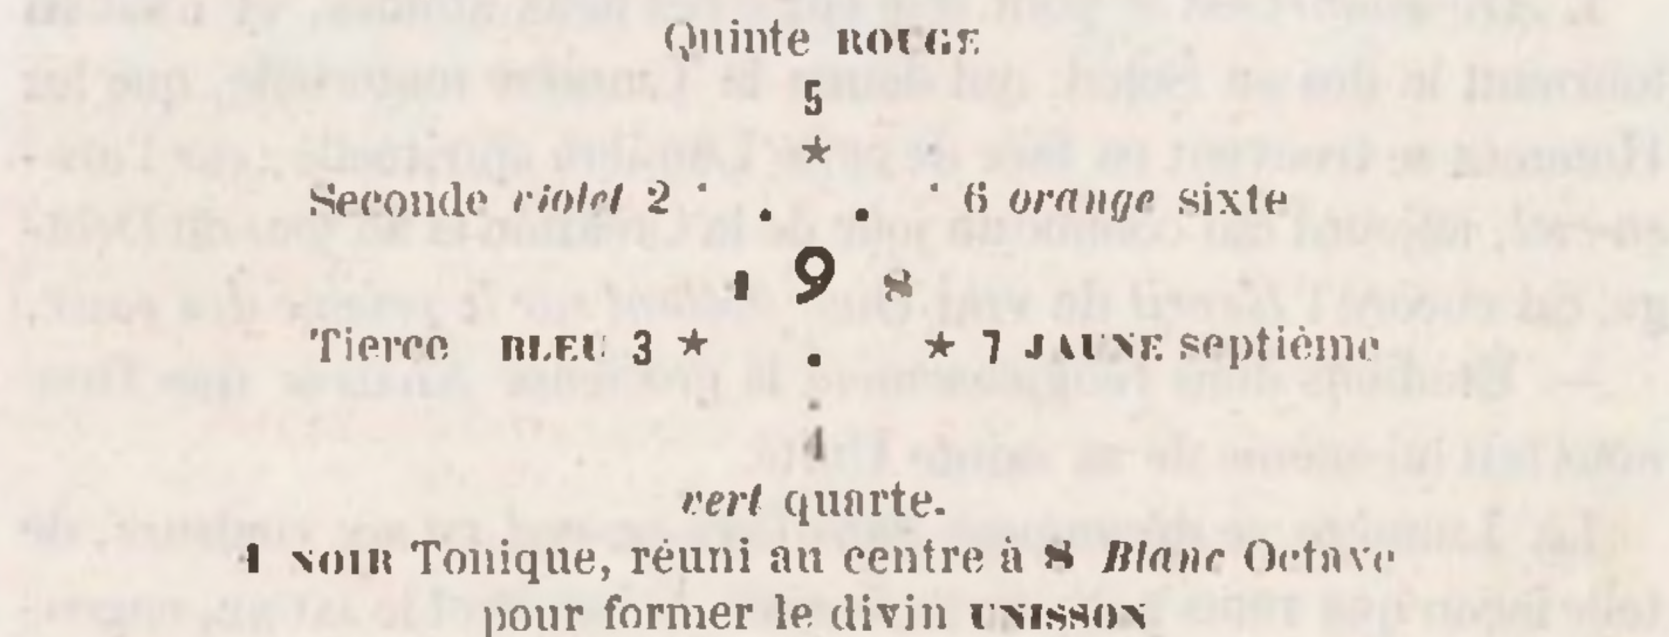 Quinte ROUGE
5
★
Seconde violet 2 · . . · 6 orange sixte
1 9 8
Tierce BLEU 3 ★ . ★ 7 JAUNE septième
.
4
vert quarte.
1 NOIR Tonique, réuni au centre à 8 Blanc Octave
pour former le divin UNISSON